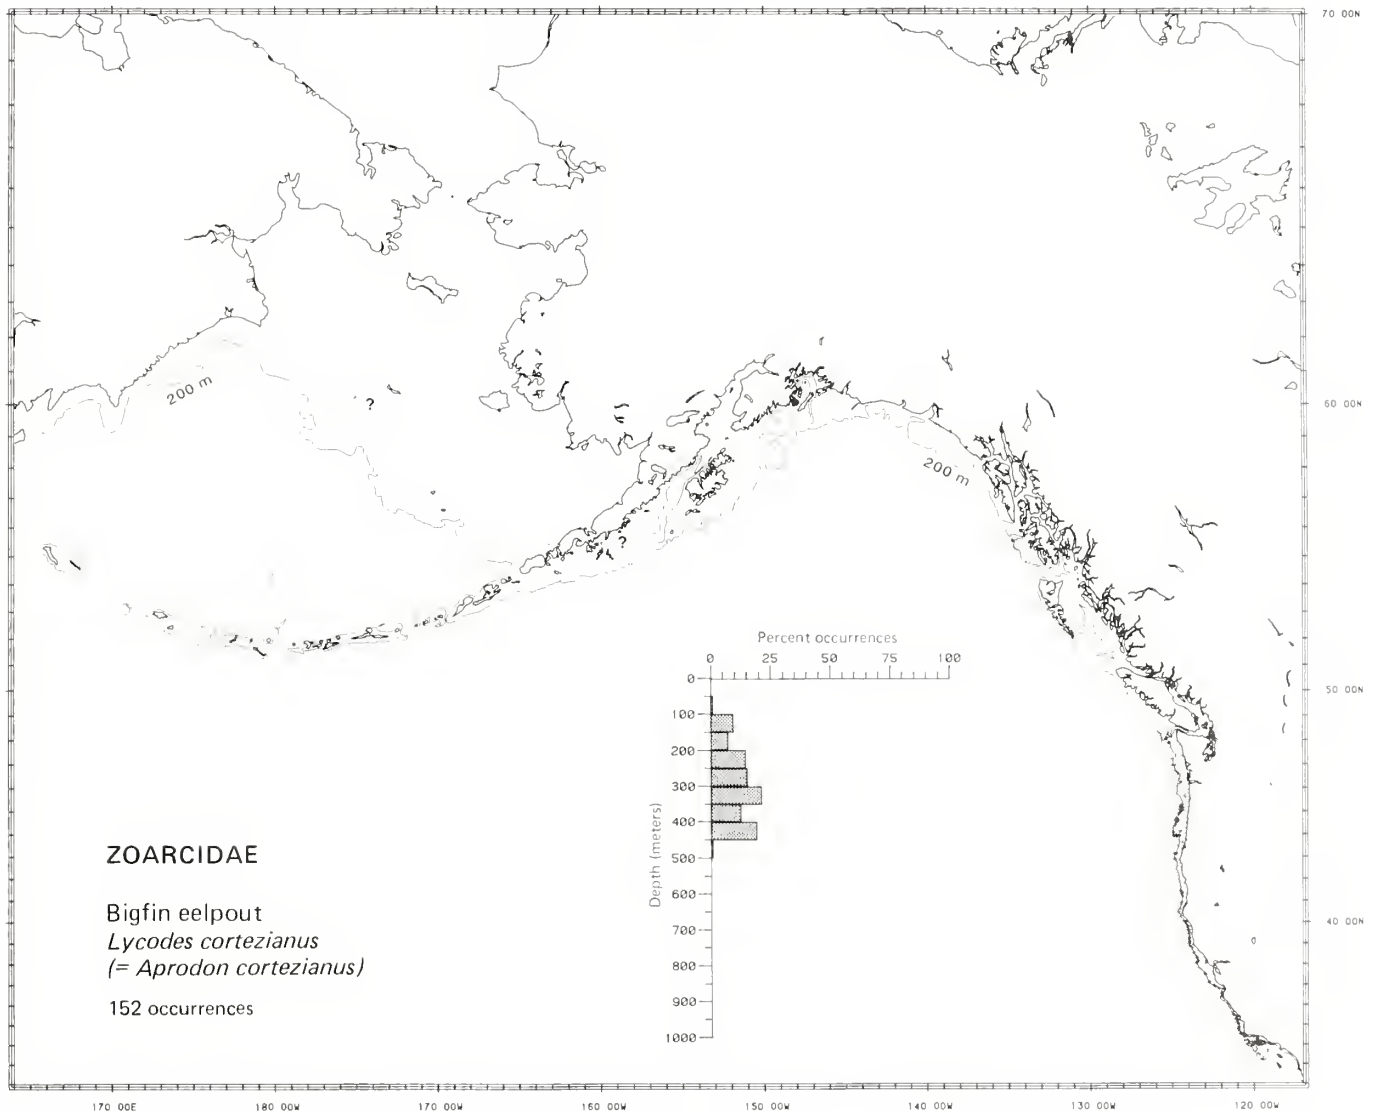 70 00N
200 m
?
60 00N
200 m
?
Percent occurrences
0 25 50 75 100
50 00N
0
100
200
300
400
500
600
700
800
900
1000
Depth (meters)
40 00N
ZOARCIDAE
Bigfin eelpout
Lycodes cortezianus
(= Aprodon cortezianus)
152 occurrences
170 00E 180 00W 170 00W 160 00W 150 00W 140 00W 130 00W 120 00W